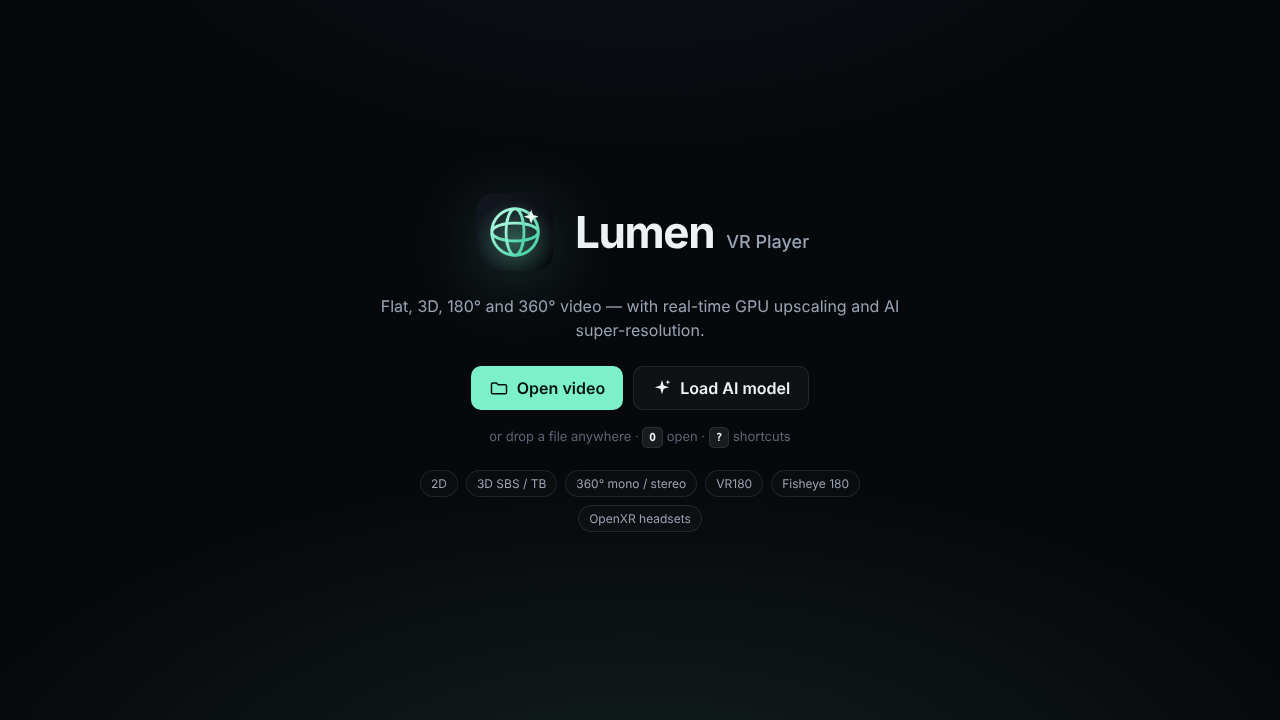 Lumen VR Player
Flat, 3D, 180° and 360° video — with real-time GPU upscaling and AI
super-resolution.
Open video Load AI model
or drop a file anywhere · O open · ? shortcuts
2D 3D SBS / TB 360° mono / stereo VR180 Fisheye 180
OpenXR headsets